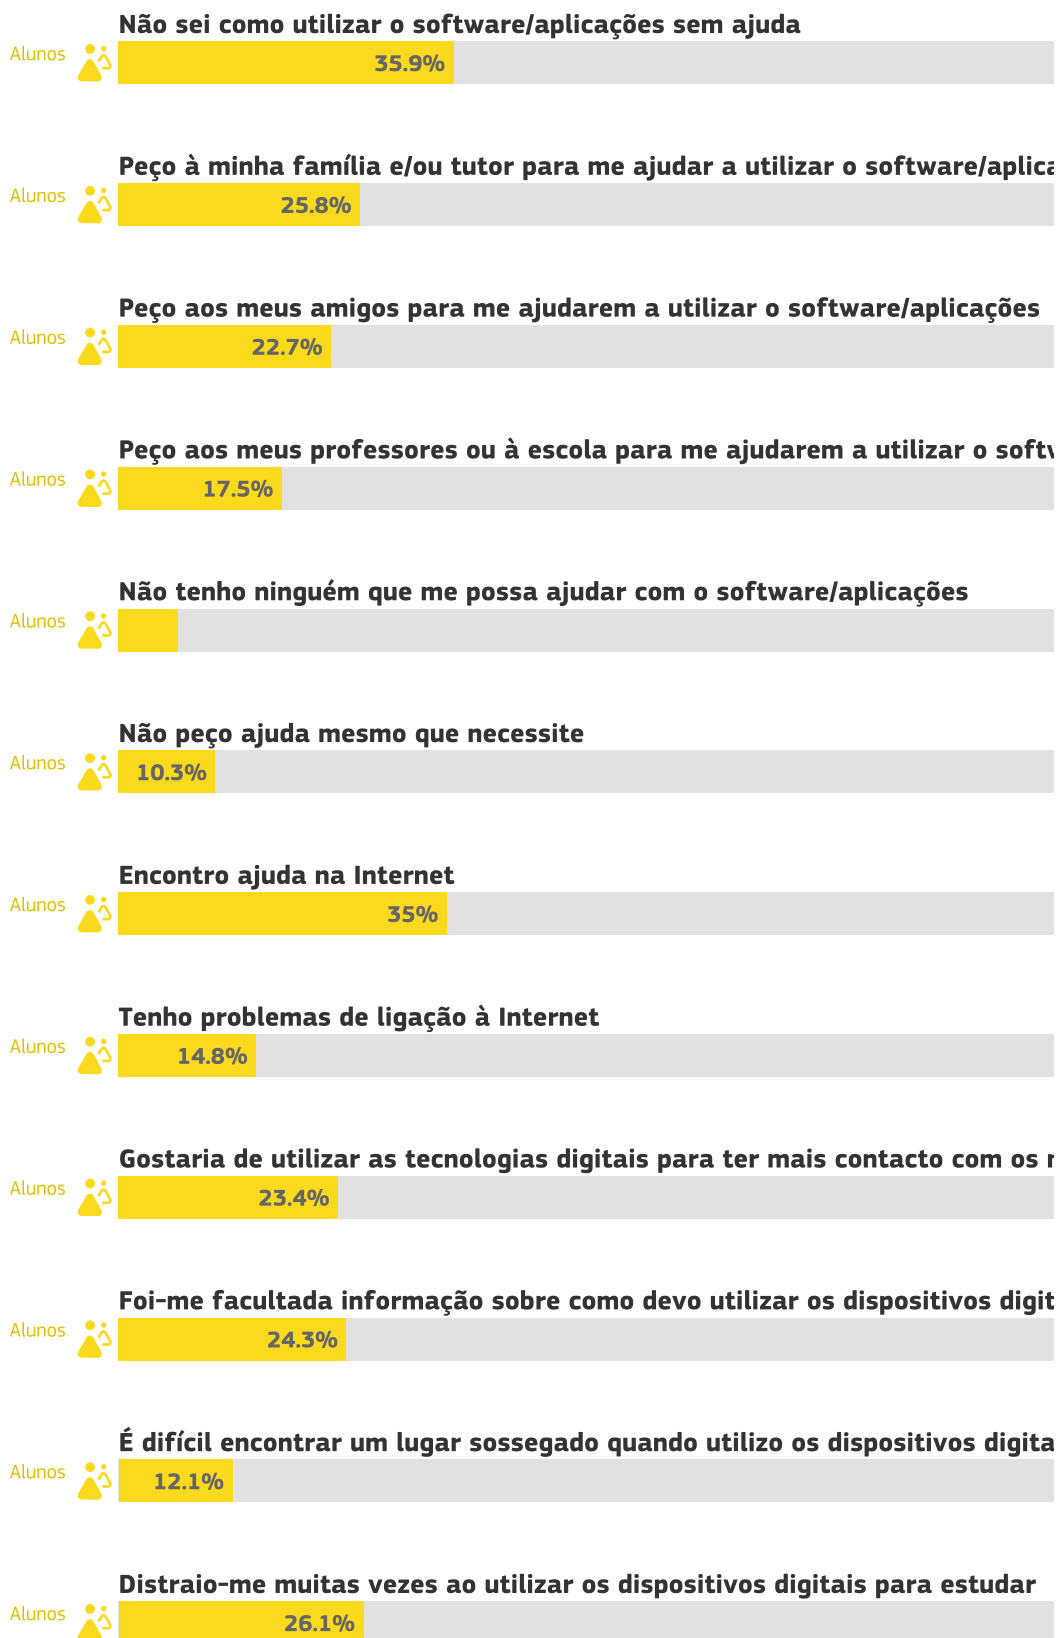 Não sei como utilizar o software/aplicações sem ajuda
Alunos
35.9%
Peço à minha família e/ou tutor para me ajudar a utilizar o software/aplica
Alunos
25.8%
Peço aos meus amigos para me ajudarem a utilizar o software/aplicações
Alunos
22.7%
Peço aos meus professores ou à escola para me ajudarem a utilizar o
Alunos
17.5%
Não tenho ninguém que me possa ajudar com o software/aplicações
Alunos
Não peço ajuda mesmo que necessite
Alunos
10.3%
Encontro ajuda na Internet
Alunos
35%
Tenho problemas de ligação à Internet
Alunos
14.8%
Gostaria de utilizar as tecnologias digitais para ter mais contacto com os
Alunos
23.4%
Foi-me facultada informação sobre como devo utilizar os dispositivos digit
Alunos
24.3%
É difícil encontrar um lugar sossegado quando utilizo os dispositivos digita
Alunos
12.1%
Distraio-me muitas vezes ao utilizar os dispositivos digitais para estudar
Alunos
26.1%